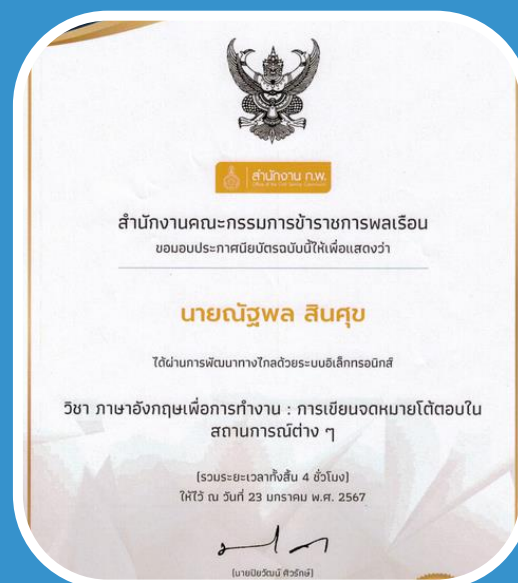 สำนักงาน ก.พ.
สำนักงานคณะกรรมการข้าราชการพลเรือน
ขอมอบประกาศนียบัตรฉบับนี้ให้เพื่อแสดงว่า
นายณัฐพล สินศุข
ได้ผ่านการพัฒนาทางไกลด้วยระบบอิเล็กทรอนิกส์
วิชา ภาษาอังกฤษเพื่อการทำงาน : การเขียนจดหมายโต้ตอบใน
สถานการณ์ต่าง ๆ
(รวมระยะเวลาทั้งสิ้น 4 ชั่วโมง)
ให้ไว้ ณ วันที่ 23 มกราคม พ.ศ. 2567
(นายปิยวัฒน์ ศิวรักษ์)